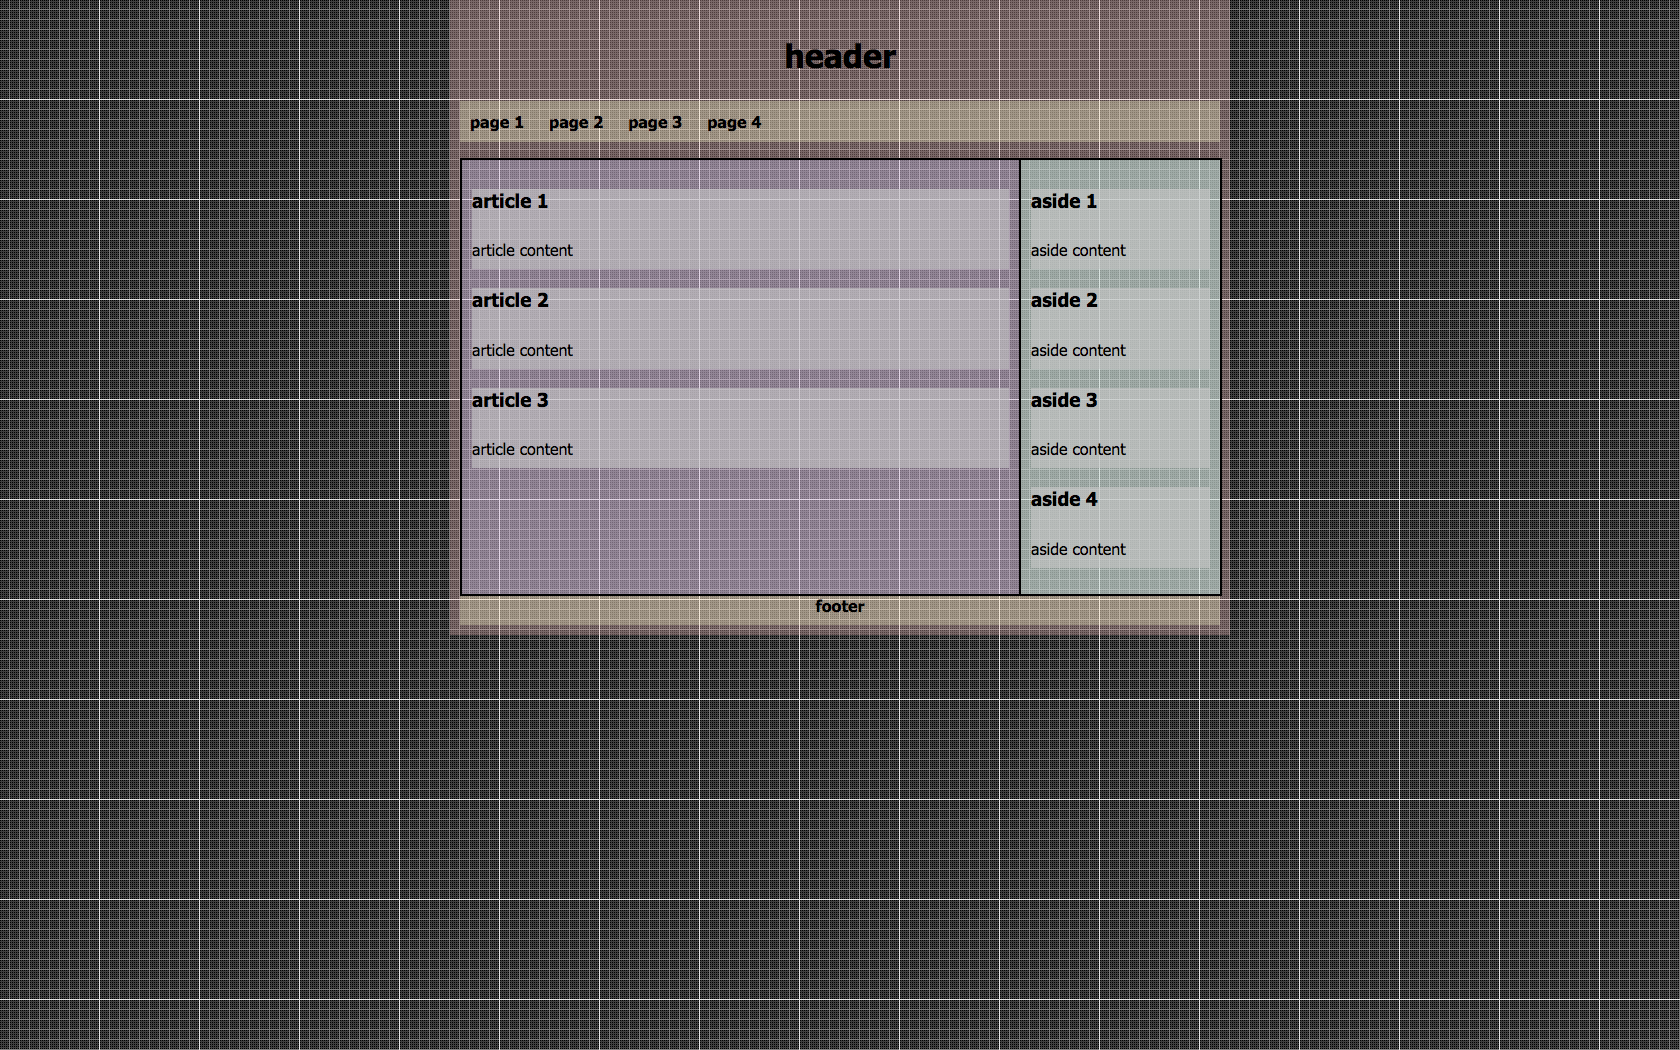 header
page 1 page 2 page 3 page 4
article 1
article content
article 2
article content
article 3
article content
aside 1
aside content
aside 2
aside content
aside 3
aside content
aside 4
aside content
footer